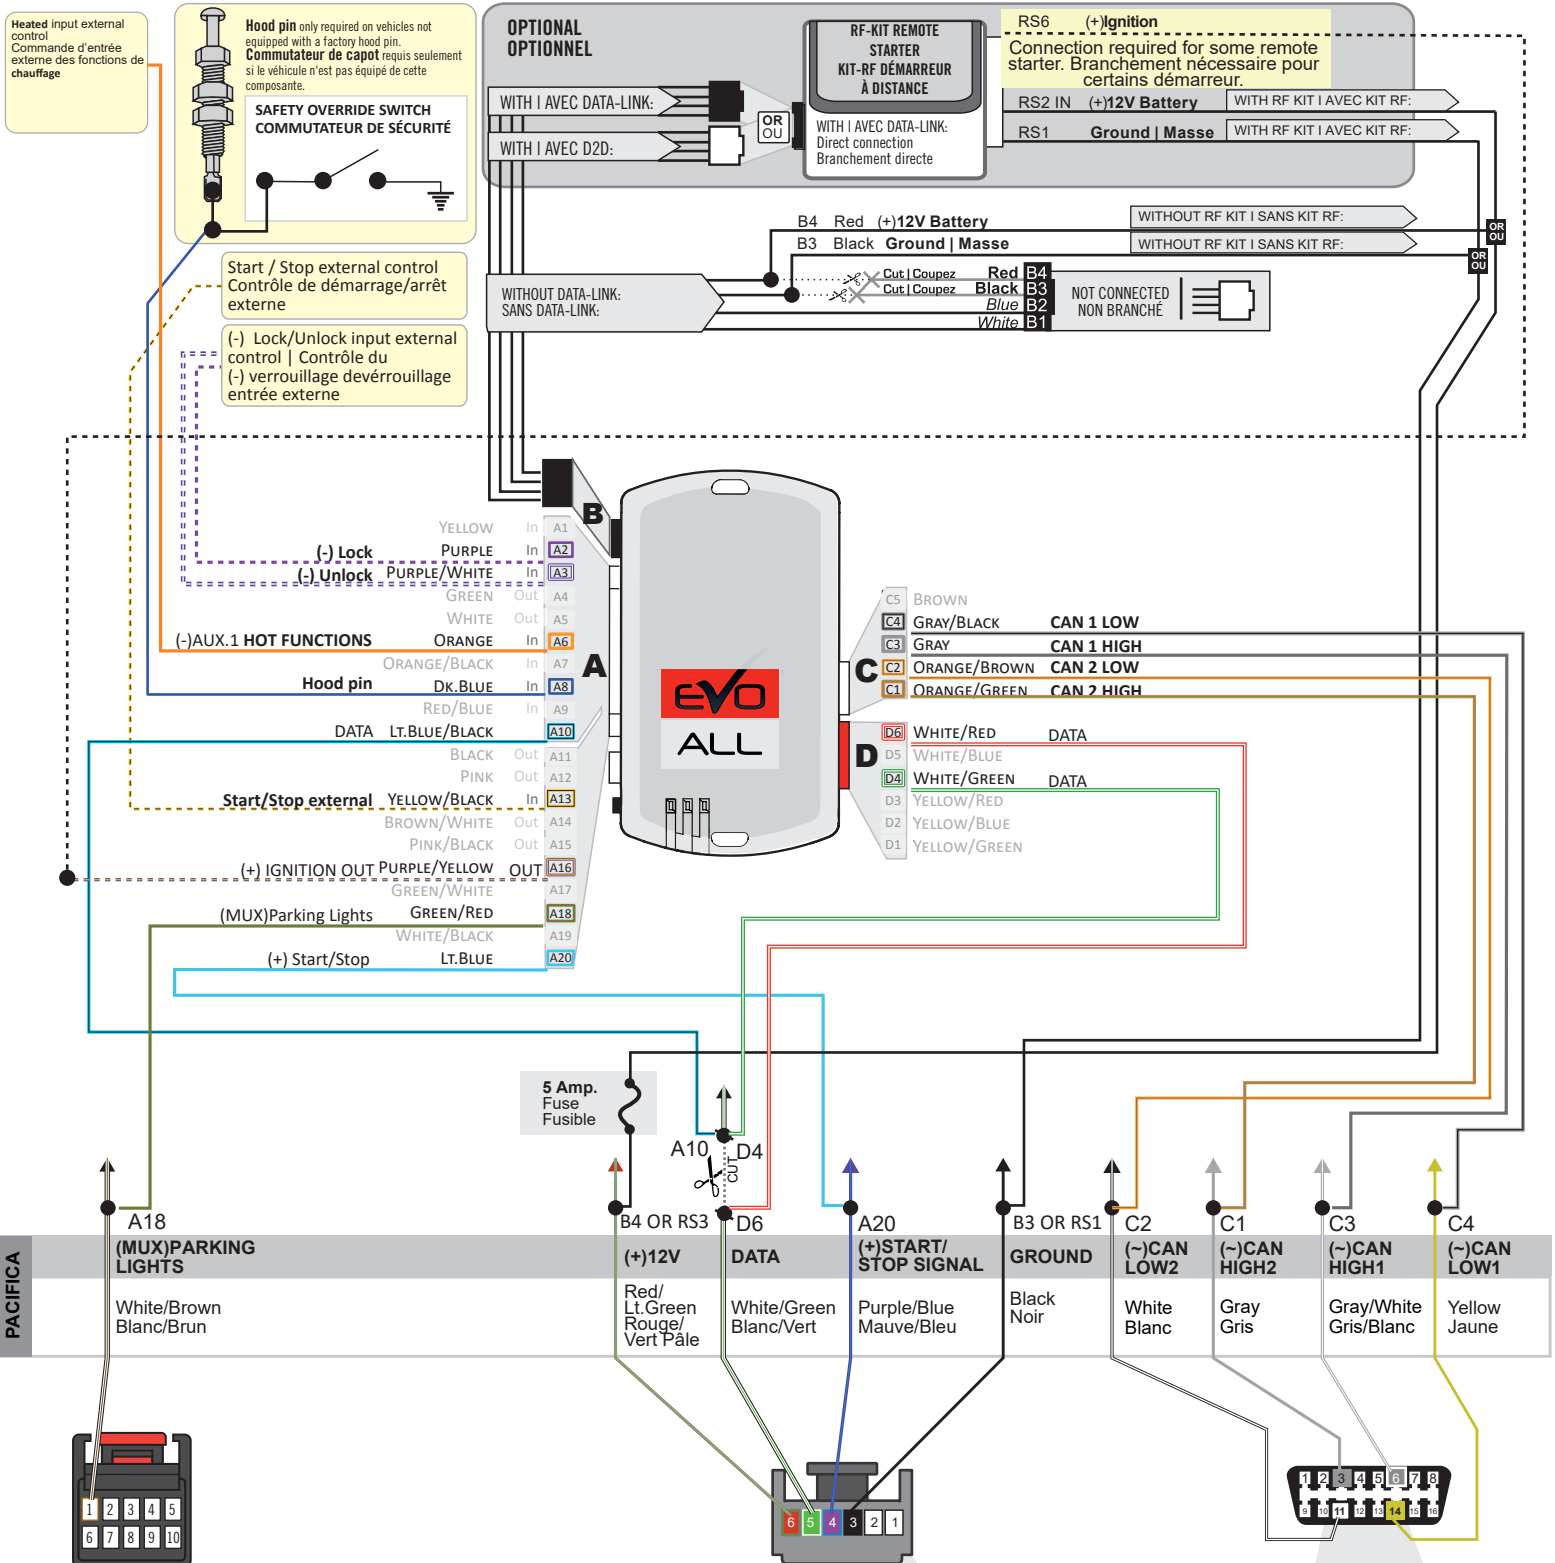 Heated input external
control
Commande d'entrée
externe des fonctions de
chauffage
Hood pin only required on vehicles not
equipped with a factory hood pin.
Commutateur de capot requis seulement
si le véhicule n'est pas équipé de cette
composante.
SAFETY OVERRIDE SWITCH
COMMUTATEUR DE SÉCURITÉ
OPTIONAL
OPTIONNEL
WITH | AVEC DATA-LINK:
WITH | AVEC D2D:
OR
OU
RF-KIT REMOTE
STARTER
KIT-RF DÉMARREUR
À DISTANCE
WITH | AVEC DATA-LINK:
Direct connection
Branchement directe
RS6 (+)Ignition
Connection required for some remote
starter. Branchement nécessaire pour
certains démarreur.
RS2 IN (+)12V Battery WITH RF KIT | AVEC KIT RF:
RS1 Ground | Masse WITH RF KIT | AVEC KIT RF:
B4 Red (+)12V Battery WITHOUT RF KIT | SANS KIT RF:
B3 Black Ground | Masse WITHOUT RF KIT | SANS KIT RF:
OR
OU
OR
OU
Start / Stop external control
Contrôle de démarrage/arrêt
externe
(-) Lock/Unlock input external
control | Contrôle du
(-) verrouillage devérrouillage
entrée externe
WITHOUT DATA-LINK:
SANS DATA-LINK:
Cut | Coupez Red B4
Cut | Coupez Black B3
Blue B2
White B1
NOT CONNECTED
NON BRANCHÉ
B
A
C
D
EVO
ALL
YELLOW In A1
(-) Lock PURPLE In A2
(-) Unlock PURPLE/WHITE In A3
GREEN Out A4
WHITE Out A5
(-)AUX.1 HOT FUNCTIONS ORANGE In A6
ORANGE/BLACK In A7
Hood pin DK.BLUE In A8
RED/BLUE In A9
DATA LT.BLUE/BLACK A10
BLACK Out A11
PINK Out A12
Start/Stop external YELLOW/BLACK In A13
BROWN/WHITE Out A14
PINK/BLACK Out A15
(+) IGNITION OUT PURPLE/YELLOW OUT A16
GREEN/WHITE A17
(MUX)Parking Lights GREEN/RED A18
WHITE/BLACK A19
(+) Start/Stop LT.BLUE A20
C5 BROWN
C4 GRAY/BLACK CAN 1 LOW
C3 GRAY CAN 1 HIGH
C2 ORANGE/BROWN CAN 2 LOW
C1 ORANGE/GREEN CAN 2 HIGH
D6 WHITE/RED DATA
D5 WHITE/BLUE
D4 WHITE/GREEN DATA
D3 YELLOW/RED
D2 YELLOW/BLUE
D1 YELLOW/GREEN
5 Amp.
Fuse
Fusible
A10 D4
CUT
A18 B4 OR RS3 D6 A20 B3 OR RS1 C2 C1 C3 C4
PACIFICA
(MUX)PARKING
LIGHTS
(+)12V
DATA
(+)START/
STOP SIGNAL
GROUND
(~)CAN
LOW2
(~)CAN
HIGH2
(~)CAN
HIGH1
(~)CAN
LOW1
White/Brown
Blanc/Brun
Red/
Lt.Green
Rouge/
Vert Pâle
White/Green
Blanc/Vert
Purple/Blue
Mauve/Bleu
Black
Noir
White
Blanc
Gray
Gris
Gray/White
Gris/Blanc
Yellow
Jaune
1 2 3 4 5
6 7 8 9 10
6 5 4 3 2 1
1 2 3 4 5 6 7 8
9 10 11 12 13 14 15 16